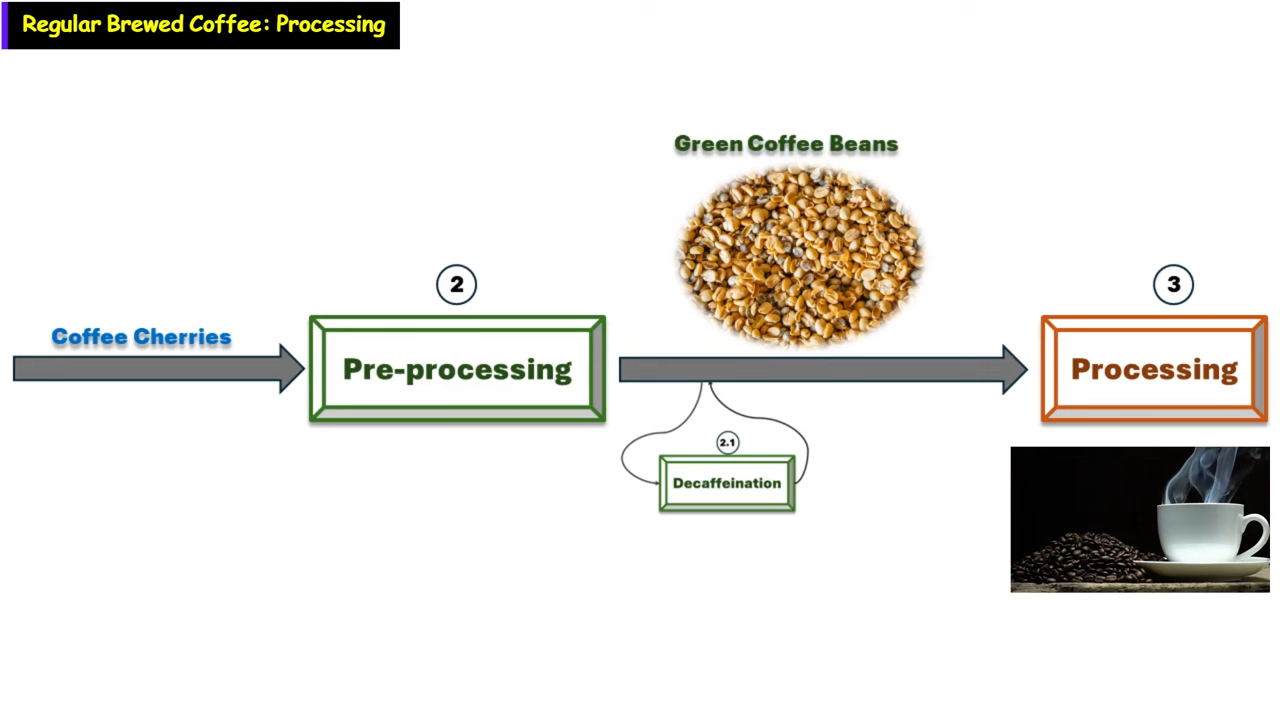 Regular Brewed Coffee: Processing
Green Coffee Beans
2
3
Coffee Cherries
Pre-processing
Processing
2.1
Decaffeination